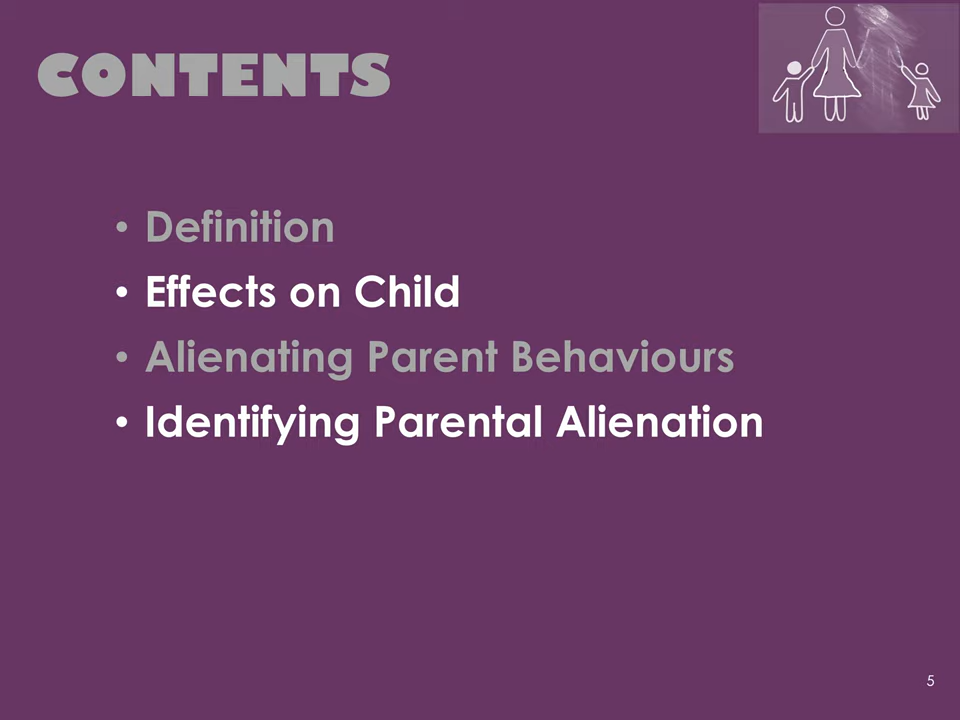 CONTENTS
• Definition
• Effects on Child
• Alienating Parent Behaviours
• Identifying Parental Alienation
5